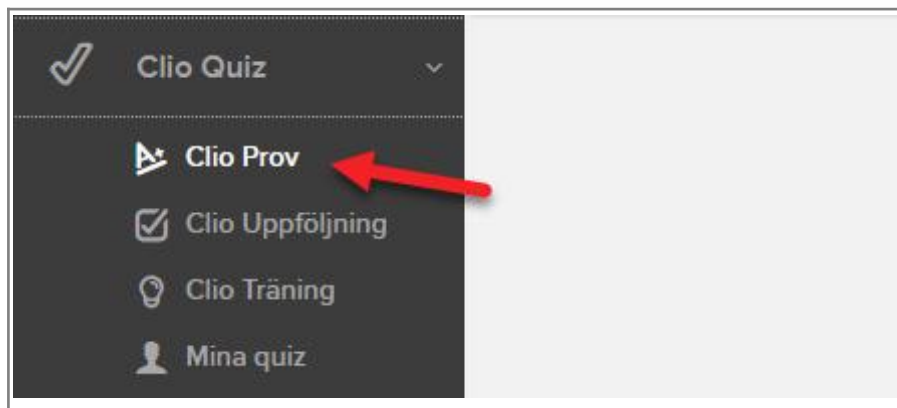 Clio Quiz
Clio Prov
Clio Uppföljning
Clio Träning
Mina quiz